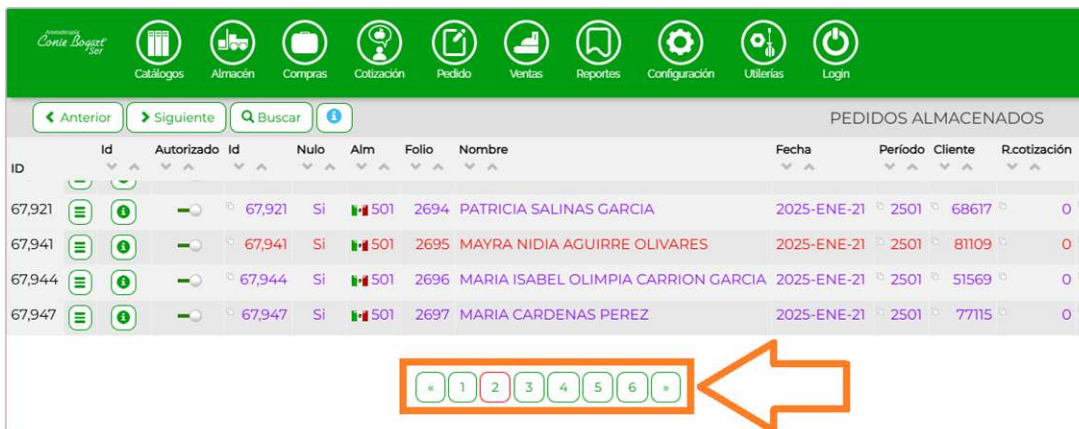 Aromaterapia
Conie Bogart
Ser
Catálogos Almacén Compras Cotización Pedido Ventas Reportes Configuración Utilerías Login
Anterior Siguiente Buscar PEDIDOS ALMACENADOS
ID Id Autorizado Id Nulo Alm Folio Nombre Fecha Período Cliente R.cotización
67,921 67,921 Si 501 2694 PATRICIA SALINAS GARCIA 2025-ENE-21 2501 68617 0
67,941 67,941 Si 501 2695 MAYRA NIDIA AGUIRRE OLIVARES 2025-ENE-21 2501 81109 0
67,944 67,944 Si 501 2696 MARIA ISABEL OLIMPIA CARRION GARCIA 2025-ENE-21 2501 51569 0
67,947 67,947 Si 501 2697 MARIA CARDENAS PEREZ 2025-ENE-21 2501 77115 0
« 1 2 3 4 5 6 »